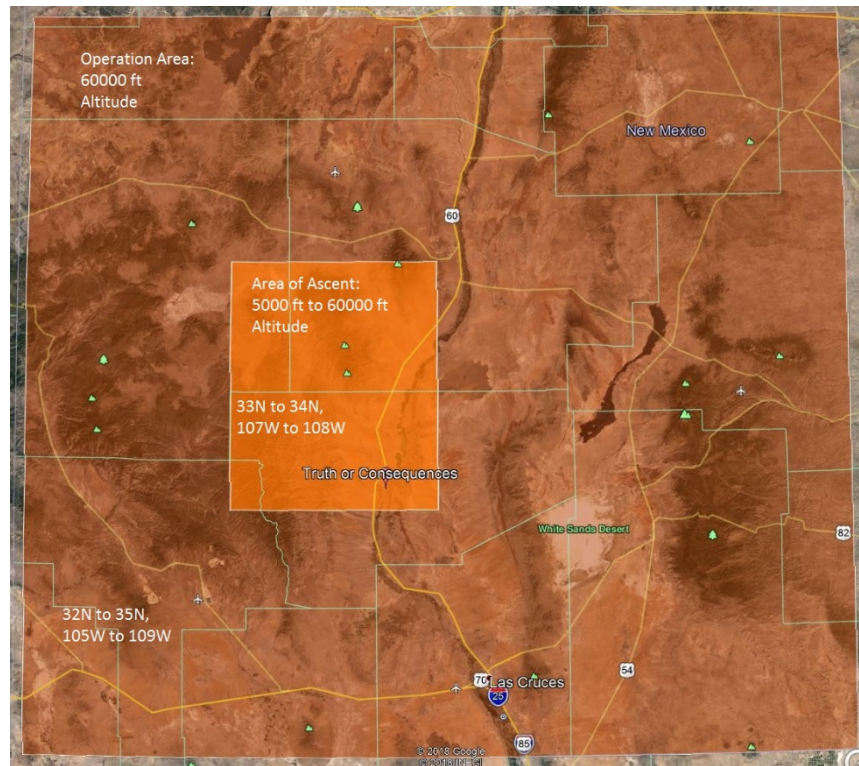 Operation Area:
60000 ft
Altitude
New Mexico
60
Area of Ascent:
5000 ft to 60000 ft
Altitude
33N to 34N,
107W to 108W
Truth or Consequences
White Sands Desert
82
32N to 35N,
105W to 109W
54
70
Las Cruces
25
85
© 2018 Google